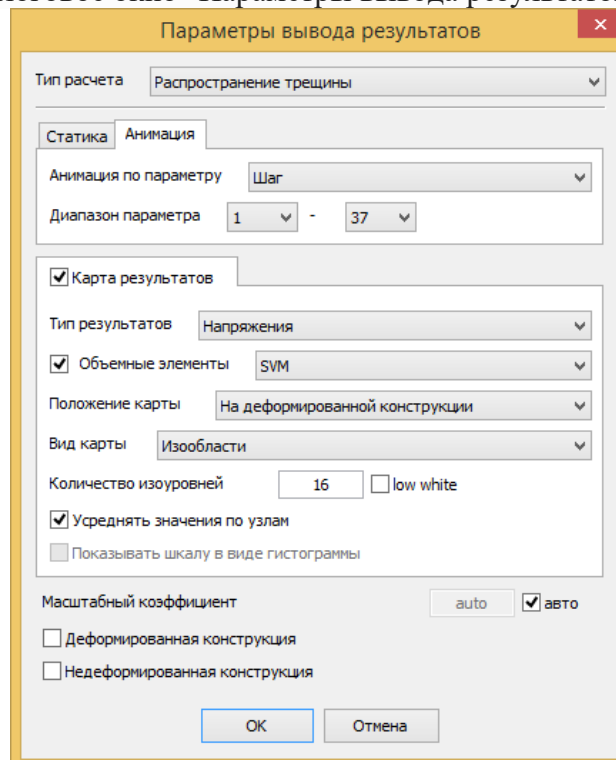 Параметры вывода результатов
Тип расчета Распространение трещины
Статика Анимация
Анимация по параметру Шаг
Диапазон параметра 1 - 37
Карта результатов
Тип результатов Напряжения
Объемные элементы SVM
Положение карты На деформированной конструкции
Вид карты Изообласти
Количество изоуровней 16 low white
Усреднять значения по узлам
Показывать шкалу в виде гистограммы
Масштабный коэффициент auto авто
Деформированная конструкция
Недеформированная конструкция
OK Отмена